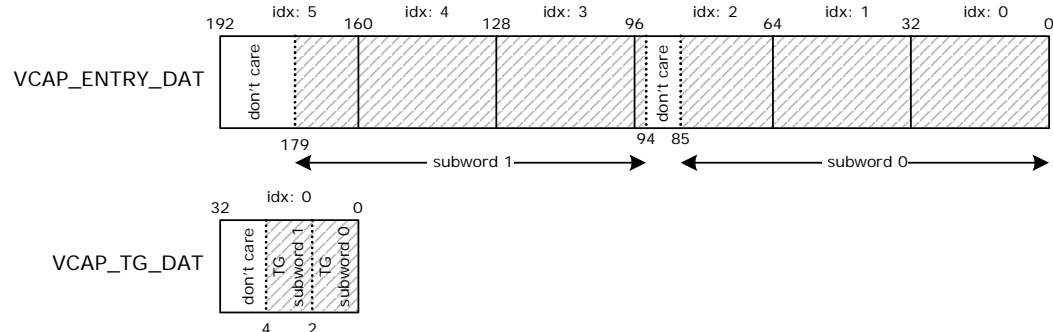 idx: 5 idx: 4 idx: 3 idx: 2 idx: 1 idx: 0
192 160 128 96 64 32 0
VCAP_ENTRY_DAT
don't care
don't care
179 94 85
subword 1 subword 0
idx: 0
32 0
VCAP_TG_DAT
don't care
TG
subword 1
TG
subword 0
4 2